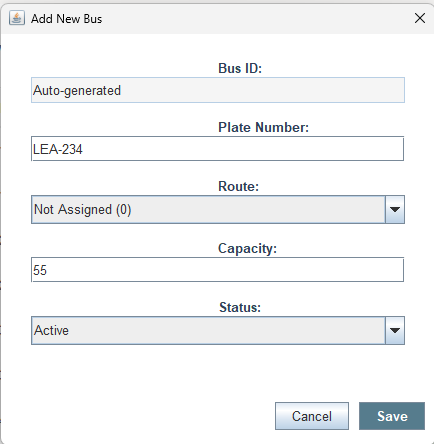 Add New Bus
Bus ID:
Auto-generated
Plate Number:
LEA-234
Route:
Not Assigned (0)
Capacity:
55
Status:
Active
Cancel Save